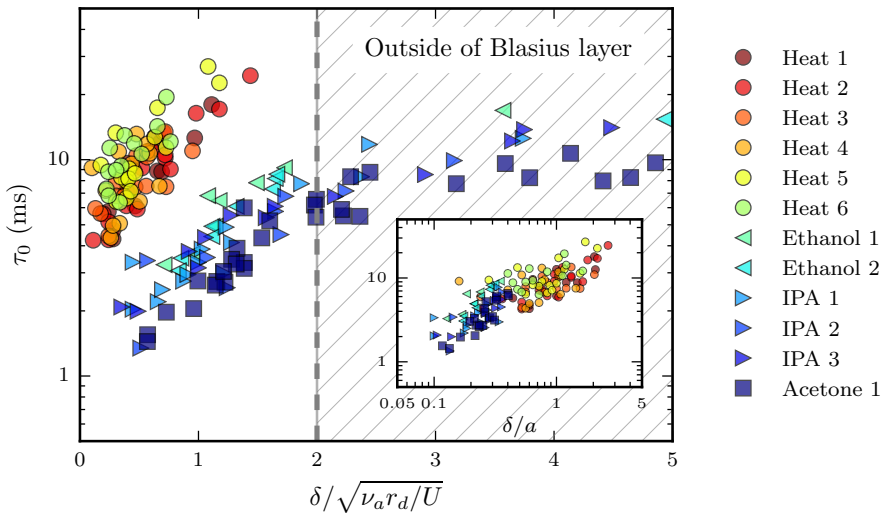 Outside of Blasius layer
τ₀ (ms)
10
1
0 1 2 3 4 5
δ/√(νₐr_d/U)
10
1
0.05 0.1 1 5
δ/a
Heat 1
Heat 2
Heat 3
Heat 4
Heat 5
Heat 6
Ethanol 1
Ethanol 2
IPA 1
IPA 2
IPA 3
Acetone 1